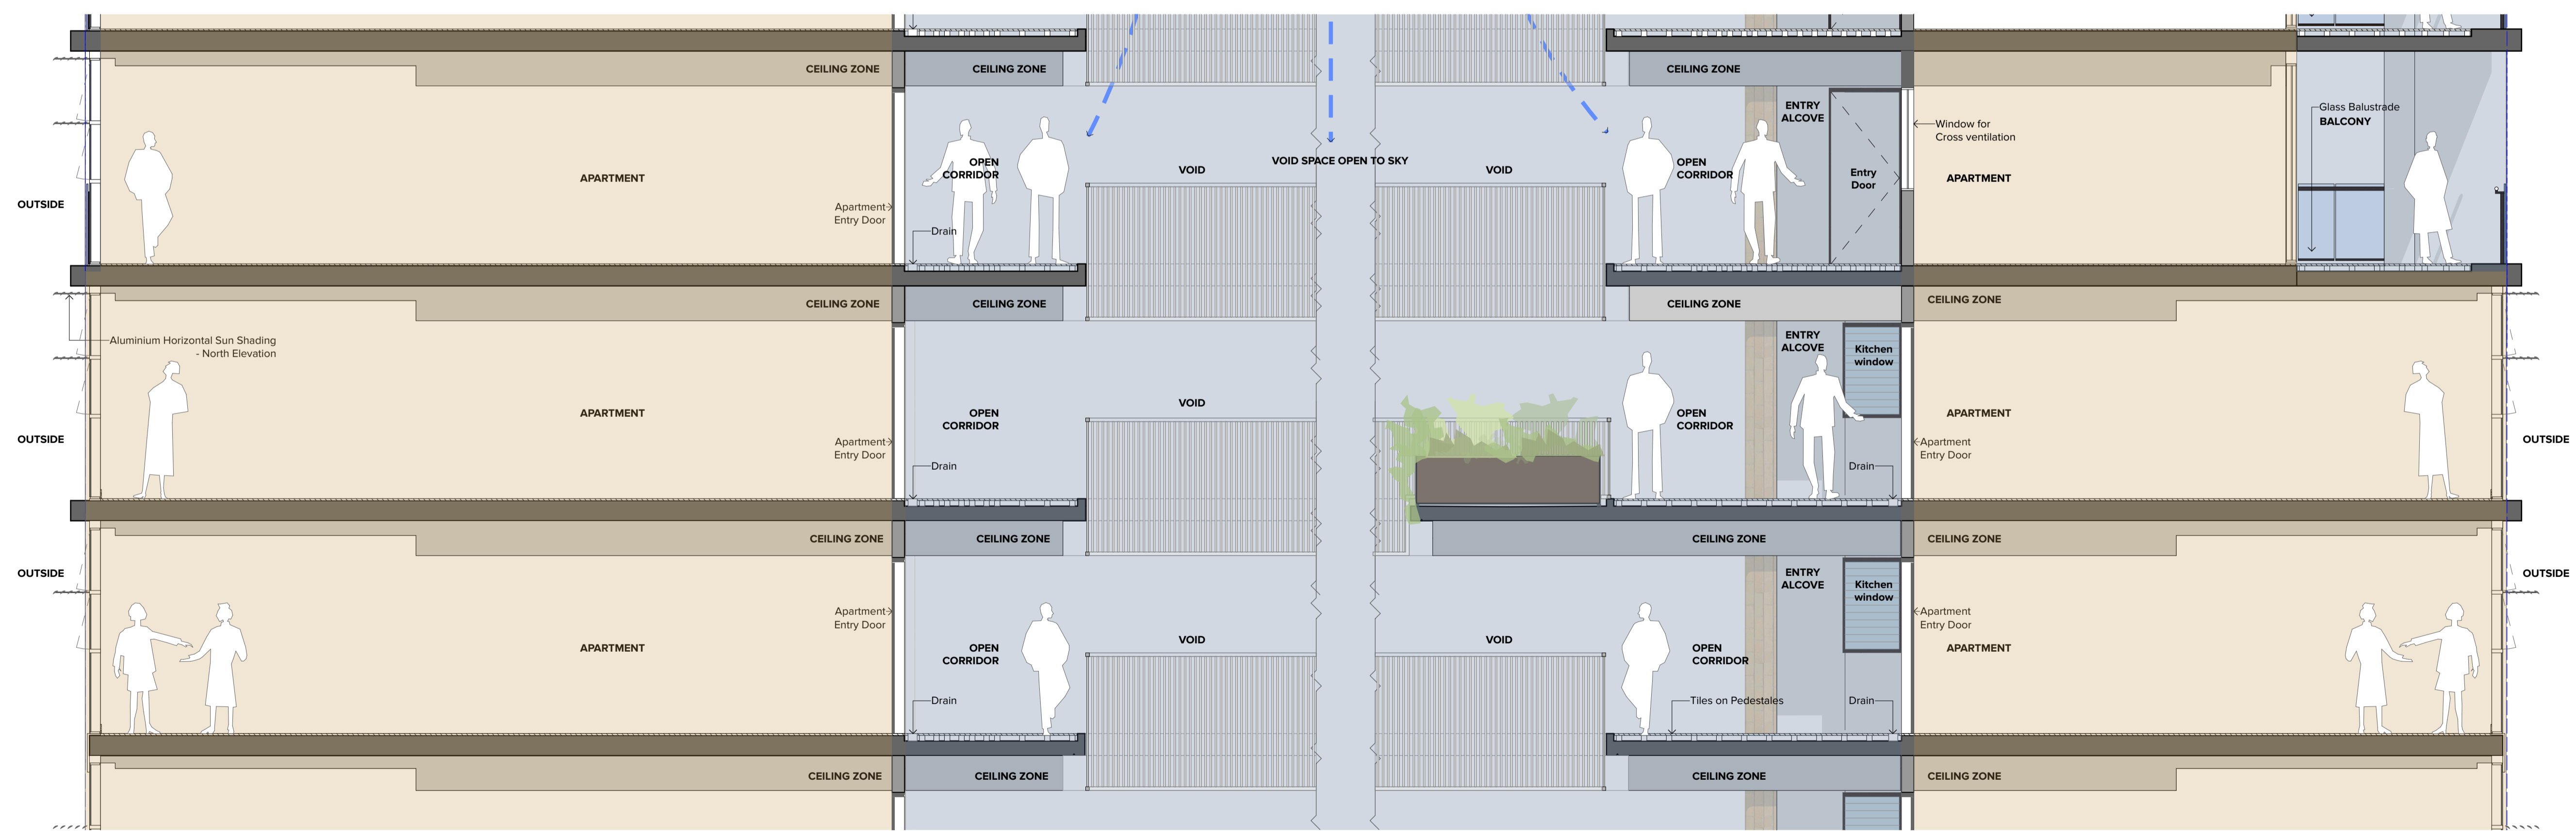 CEILING ZONE
CEILING ZONE
CEILING ZONE
ENTRY
ALCOVE
Glass Balustrade
BALCONY
Window for
Cross ventilation
VOID SPACE OPEN TO SKY
OPEN
CORRIDOR
VOID
VOID
OPEN
CORRIDOR
Entry
Door
APARTMENT
APARTMENT
OUTSIDE
Apartment
Entry Door
Drain
CEILING ZONE
CEILING ZONE
CEILING ZONE
CEILING ZONE
Aluminium Horizontal Sun Shading
- North Elevation
ENTRY
ALCOVE
Kitchen
window
VOID
APARTMENT
OPEN
CORRIDOR
OPEN
CORRIDOR
APARTMENT
OUTSIDE
Apartment
Entry Door
Apartment
Entry Door
OUTSIDE
Drain
Drain
CEILING ZONE
CEILING ZONE
CEILING ZONE
CEILING ZONE
OUTSIDE
ENTRY
ALCOVE
Kitchen
window
OUTSIDE
Apartment
Entry Door
Apartment
Entry Door
VOID
VOID
APARTMENT
OPEN
CORRIDOR
OPEN
CORRIDOR
APARTMENT
Drain
Tiles on Pedestales
Drain
CEILING ZONE
CEILING ZONE
CEILING ZONE
CEILING ZONE